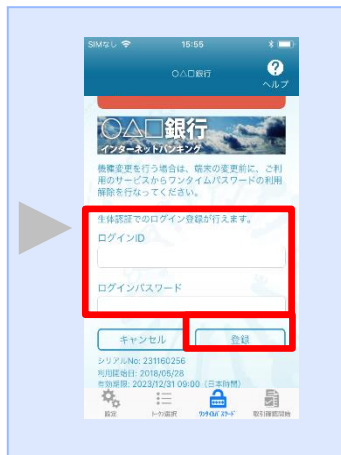 SIMなし 15:55
○△□銀行
ヘルプ
○△□銀行
インターネットバンキング
機種変更を行う場合は、端末の変更前に、ご利
用のサービスからワンタイムパスワードの利用
解除を行なってください。
生体認証でのログイン登録が行えます。
ログインID
ログインパスワード
キャンセル 登録
シリアルNo: 231160256
利用開始日: 2018/05/28
有効期限: 2023/12/31 09:00（日本時間）
設定 トークン選択 ワンタイムパスワード 取引確認開始